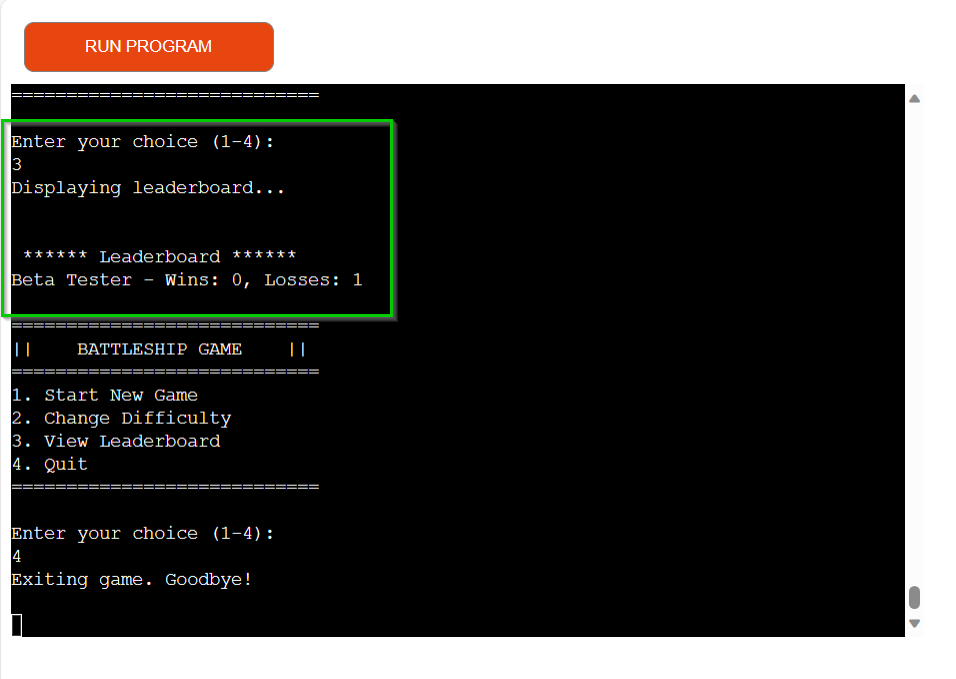 RUN PROGRAM
============================
Enter your choice (1-4):
3
Displaying leaderboard...
****** Leaderboard ******
Beta Tester - Wins: 0, Losses: 1
============================
||    BATTLESHIP GAME    ||
============================
1. Start New Game
2. Change Difficulty
3. View Leaderboard
4. Quit
============================
Enter your choice (1-4):
4
Exiting game. Goodbye!